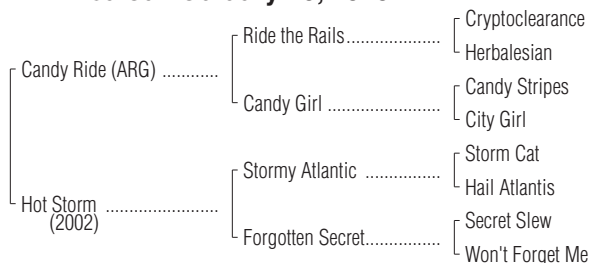 Cryptoclearance
Ride the Rails....................
Herbalesian
Candy Ride (ARG) ............
Candy Stripes
Candy Girl ........................
City Girl
Storm Cat
Stormy Atlantic ................
Hail Atlantis
Hot Storm ........................
(2002)
Secret Slew
Forgotten Secret................
Won't Forget Me